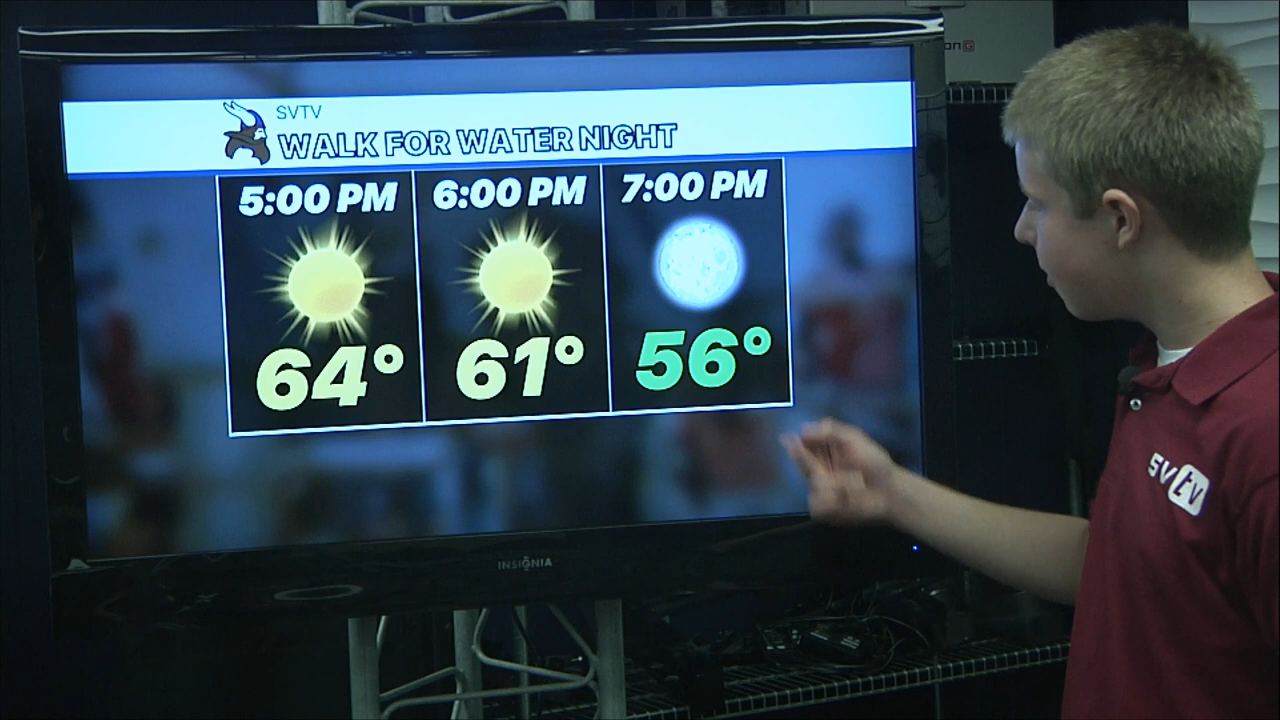 SVTV
WALK FOR WATER NIGHT
5:00 PM 6:00 PM 7:00 PM
64° 61° 56°
INSIGNIA
SVtv